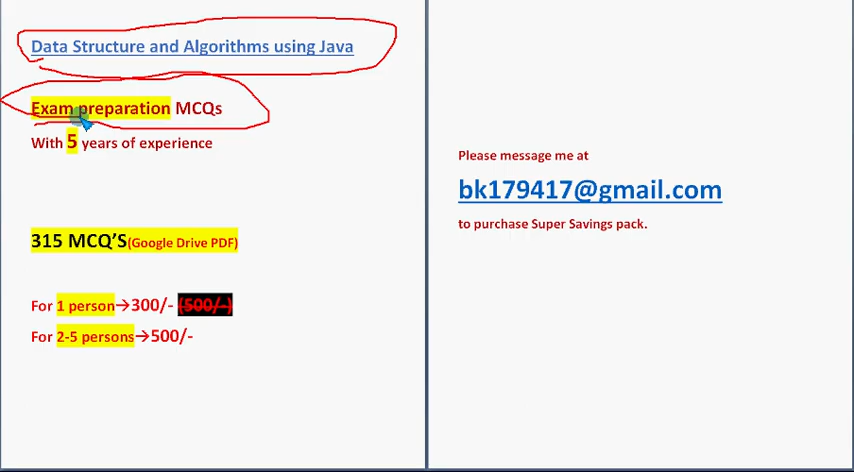 Data Structure and Algorithms using Java
Exam preparation MCQs
With 5 years of experience
315 MCQ'S(Google Drive PDF)
For 1 person→300/- (500/-)
For 2-5 persons→500/-
Please message me at
bk179417@gmail.com
to purchase Super Savings pack.